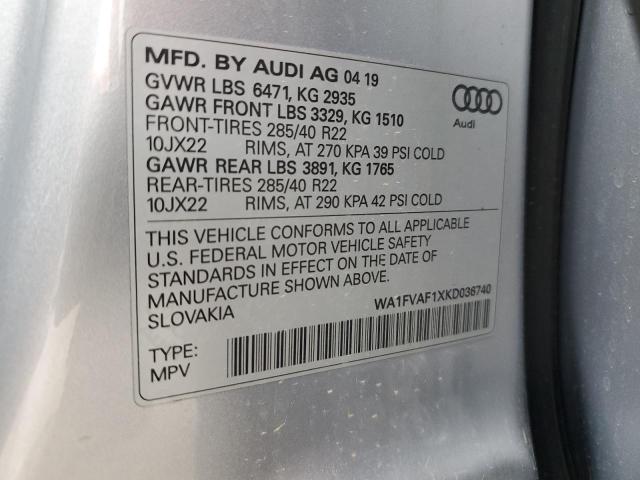 MFD. BY AUDI AG 04 19
GVWR LBS 6471, KG 2935
GAWR FRONT LBS 3329, KG 1510
FRONT-TIRES 285/40 R22
10JX22 RIMS, AT 270 KPA 39 PSI COLD
GAWR REAR LBS 3891, KG 1765
REAR-TIRES 285/40 R22
10JX22 RIMS, AT 290 KPA 42 PSI COLD
Audi
THIS VEHICLE CONFORMS TO ALL APPLICABLE
U.S. FEDERAL MOTOR VEHICLE SAFETY
STANDARDS IN EFFECT ON THE DATE OF
MANUFACTURE SHOWN ABOVE.
SLOVAKIA
WA1FVAF1XKD036740
TYPE:
MPV